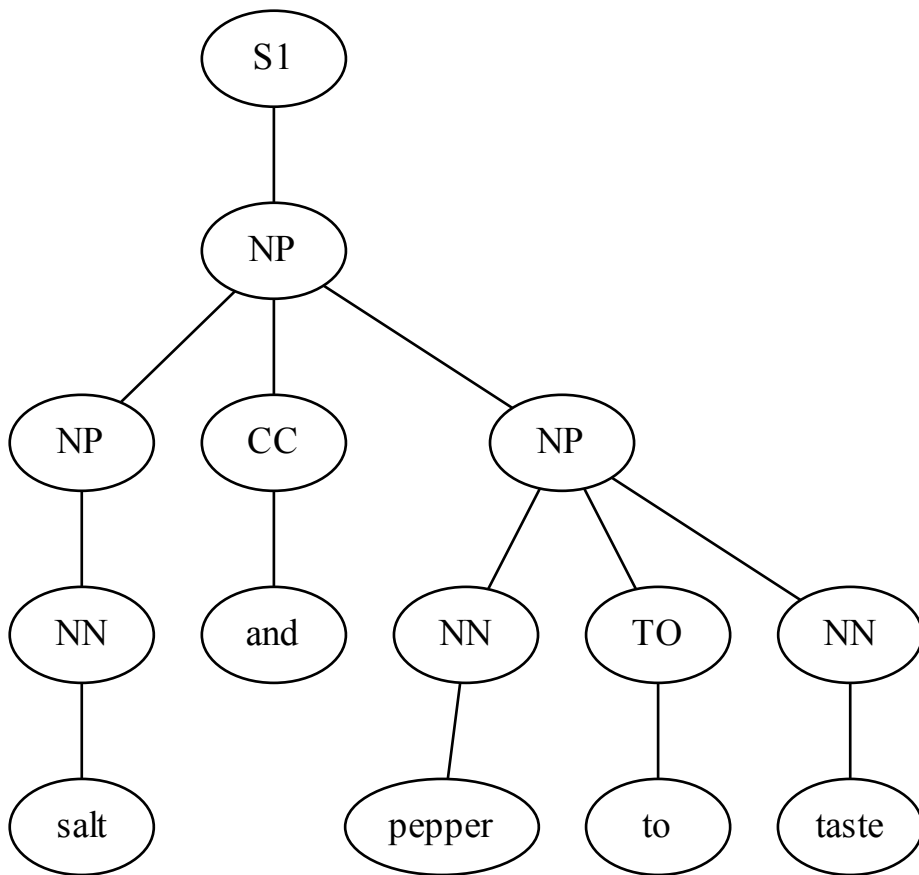 S1
NP
NP CC NP
NN and NN TO NN
salt pepper to taste